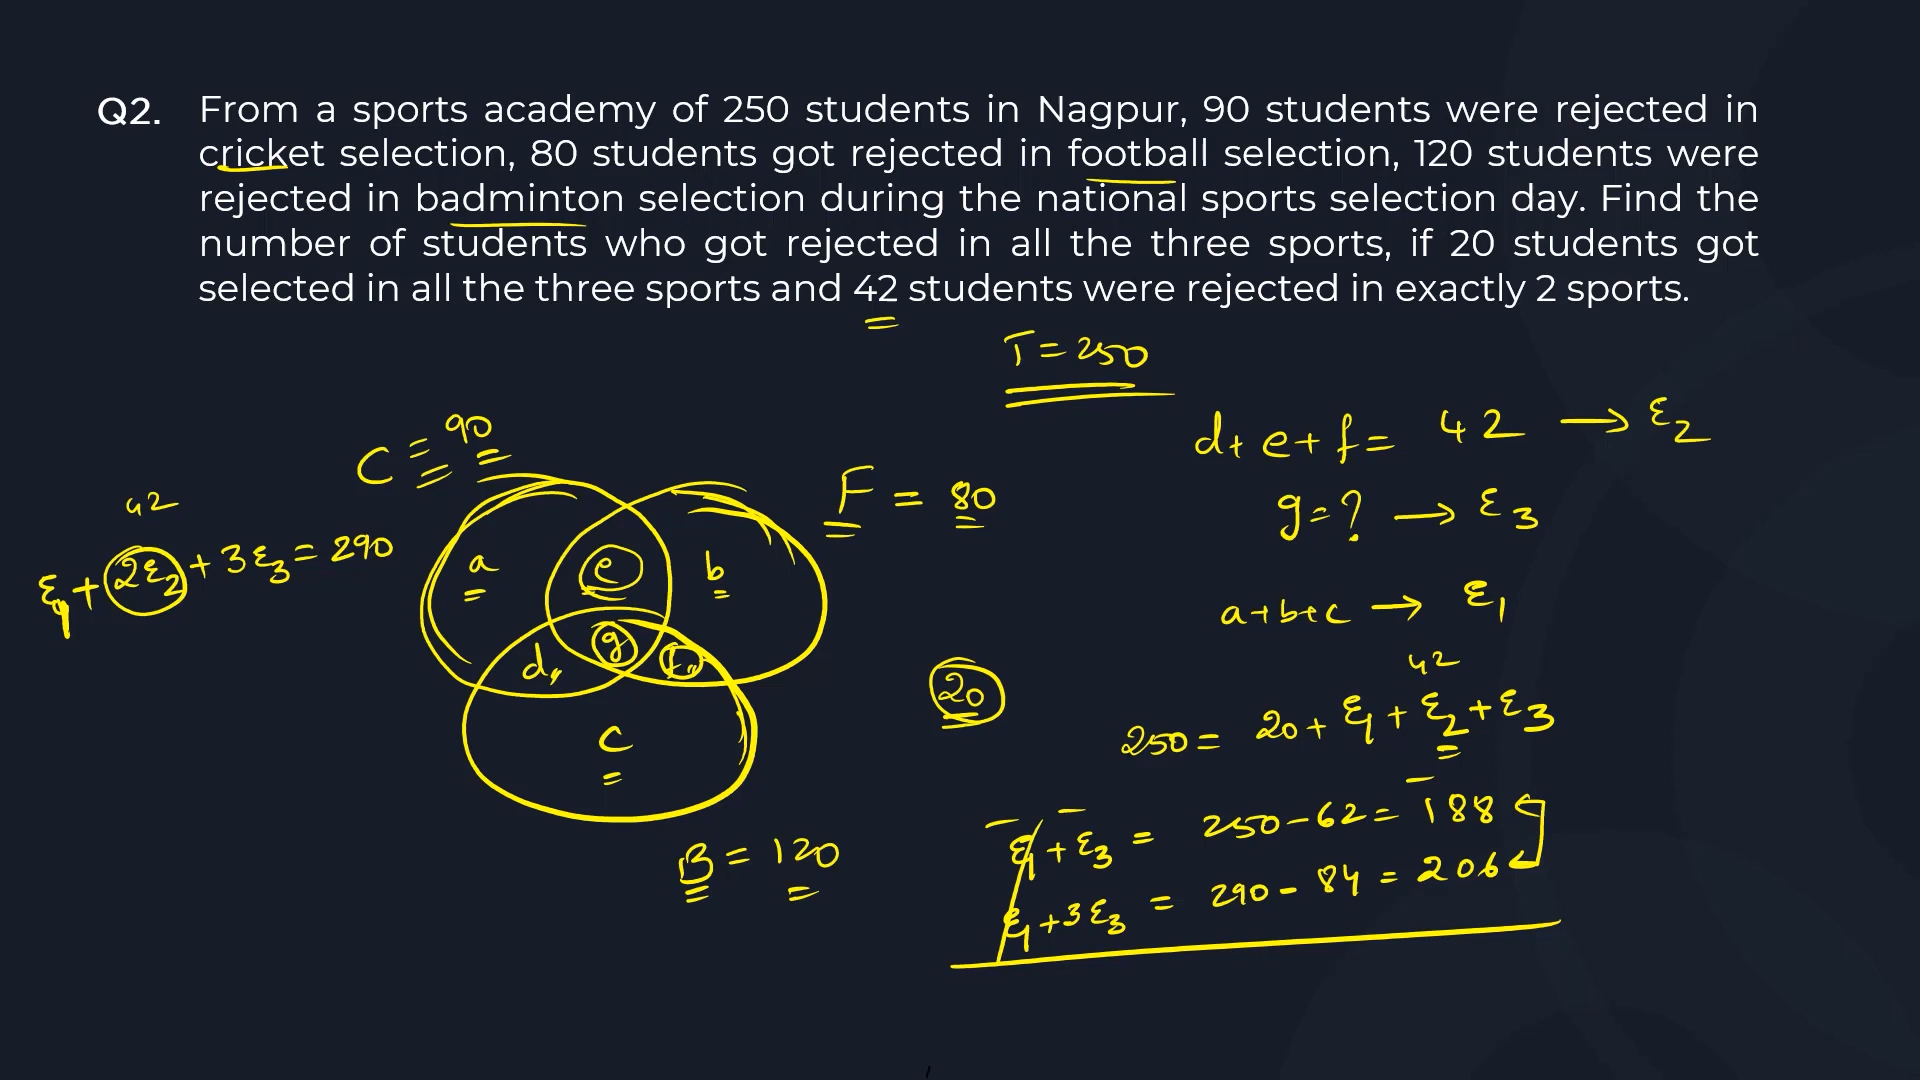 Q2. From a sports academy of 250 students in Nagpur, 90 students were rejected in
cricket selection, 80 students got rejected in football selection, 120 students were
rejected in badminton selection during the national sports selection day. Find the
number of students who got rejected in all the three sports, if 20 students got
selected in all the three sports and 42 students were rejected in exactly 2 sports.
T = 250
C = 90
d + e + f = 42 → ε2
F = 80
42
g = ? → ε3
ε1 + 2ε2 + 3ε3 = 290
a
e
b
a + b + c → ε1
g
d
f
42
20
250 = 20 + ε1 + ε2 + ε3
c
ε1 + ε3 = 250 - 62 = 188
B = 120
ε1 + 3ε3 = 290 - 84 = 206